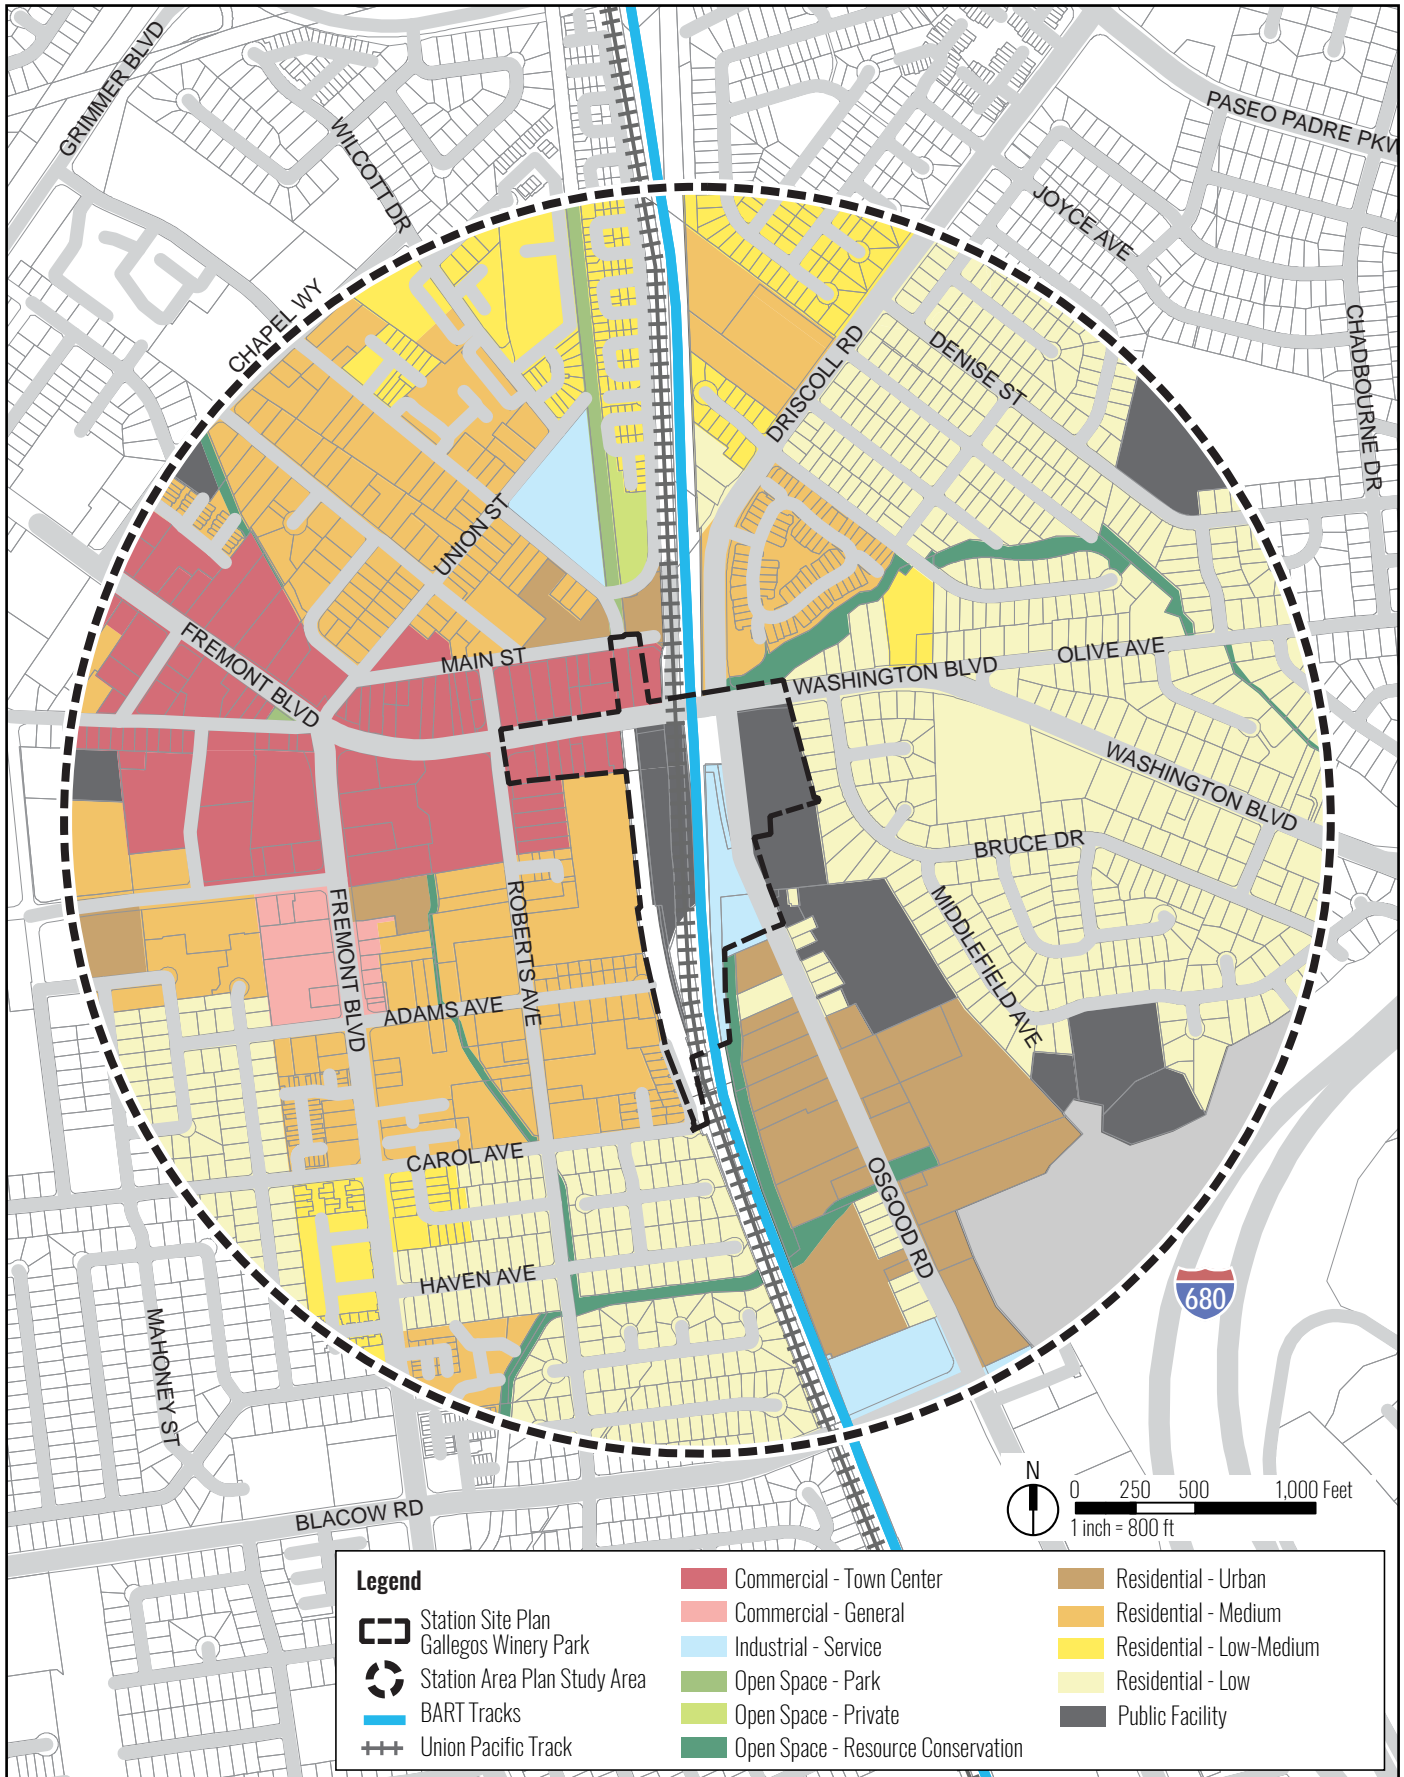 GRIMMER BLVD
WILCOTT DR
PASEO PADRE PKW
JOYCE AVE
CHAPEL WY
CHADBOURNE DR
DENISE ST
DRISCOLL RD
UNION ST
FREMONT BLVD
MAIN ST
OLIVE AVE
WASHINGTON BLVD
WASHINGTON BLVD
BRUCE DR
MIDDLEFIELD AVE
ROBERTS AVE
FREMONT BLVD
ADAMS AVE
CAROL AVE
OSGOOD RD
HAVEN AVE
680
MAHONEY ST
BLACOW RD
N
0 250 500 1,000 Feet
1 inch = 800 ft
Legend
Station Site Plan
Gallegos Winery Park
Station Area Plan Study Area
BART Tracks
Union Pacific Track
Commercial - Town Center
Commercial - General
Industrial - Service
Open Space - Park
Open Space - Private
Open Space - Resource Conservation
Residential - Urban
Residential - Medium
Residential - Low-Medium
Residential - Low
Public Facility